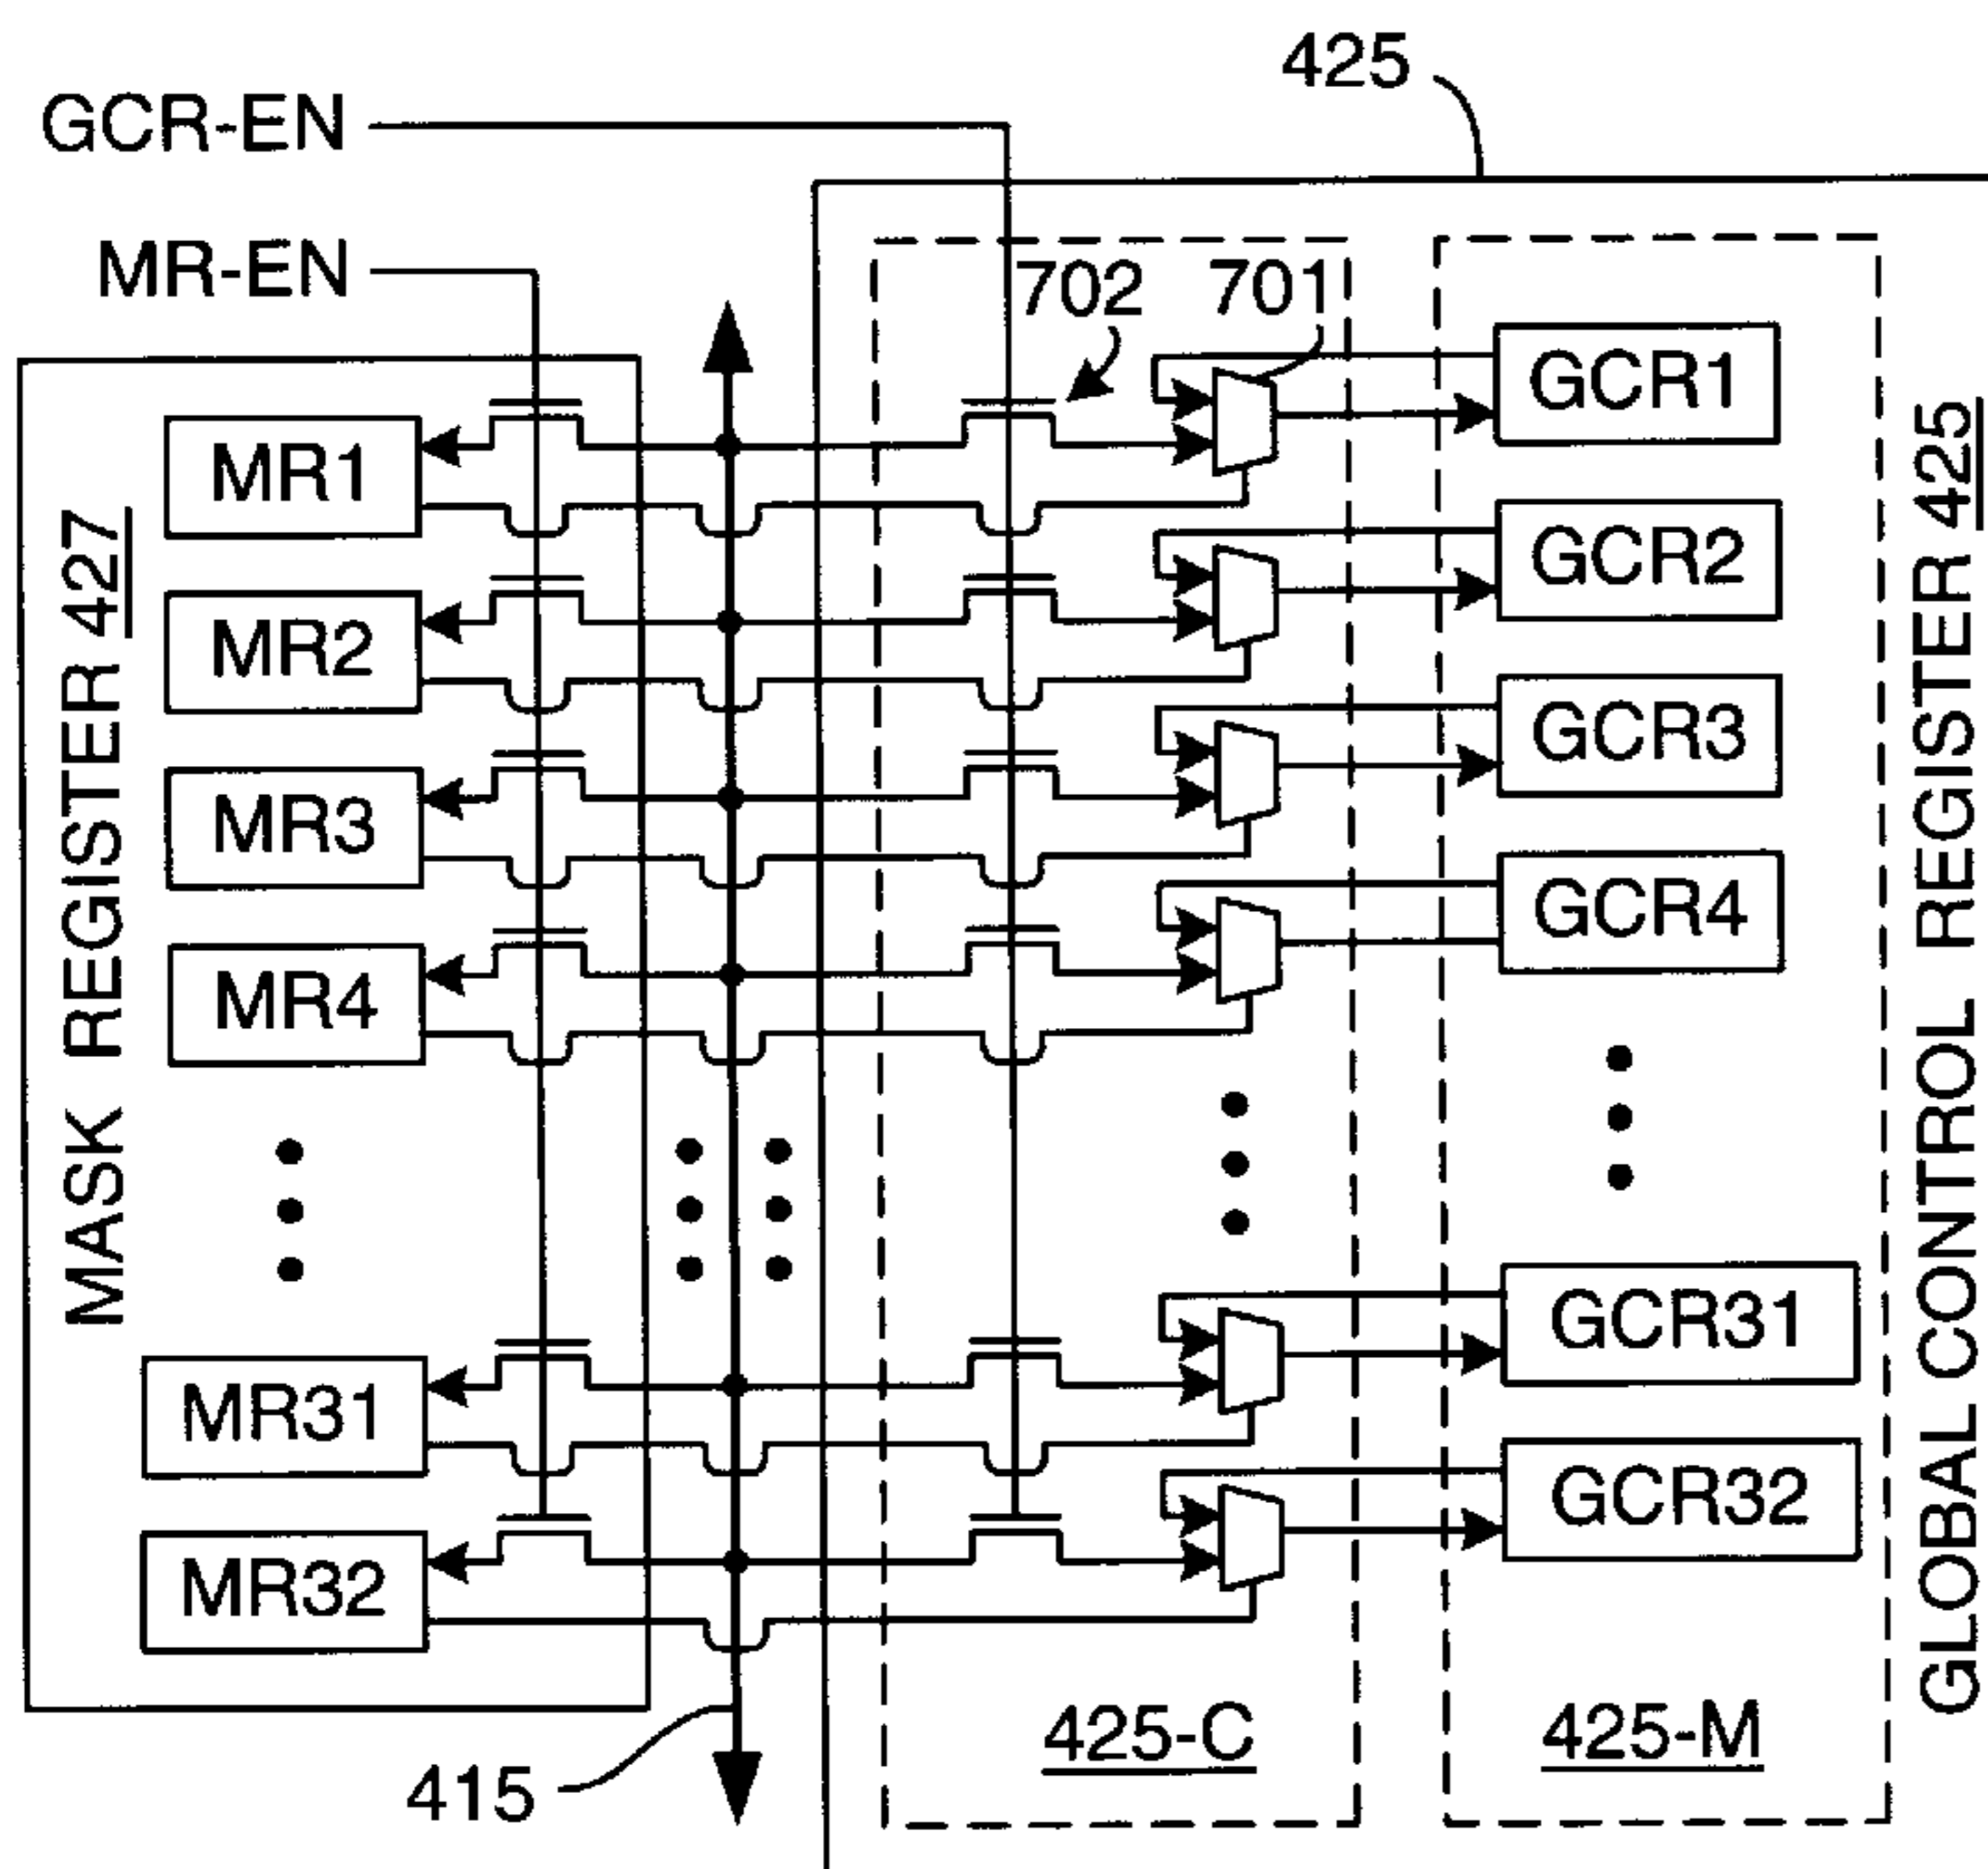 425
GCR-EN
MR-EN
702
701
MASK REGISTER 427
MR1
MR2
MR3
MR4
MR31
MR32
GCR1
GCR2
GCR3
GCR4
GCR31
GCR32
GLOBAL CONTROL REGISTER 425
415
425-C
425-M